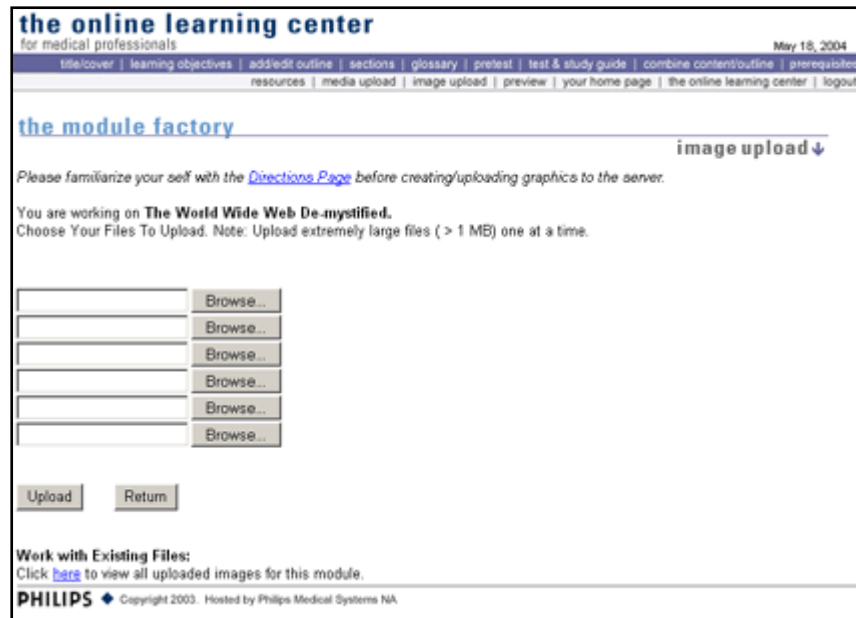 the online learning center
for medical professionals
May 18, 2004
title/cover | learning objectives | add/edit outline | sections | glossary | pretest | test & study guide | combine content/outline | prerequisites
resources | media upload | image upload | preview | your home page | the online learning center | logout
the module factory
image upload
Please familiarize your self with the Directions Page before creating/uploading graphics to the server.
You are working on The World Wide Web De-mystified.
Choose Your Files To Upload. Note: Upload extremely large files ( > 1 MB) one at a time.
Browse...
Browse...
Browse...
Browse...
Browse...
Browse...
Upload Return
Work with Existing Files:
Click here to view all uploaded images for this module.
PHILIPS Copyright 2003. Hosted by Philips Medical Systems NA